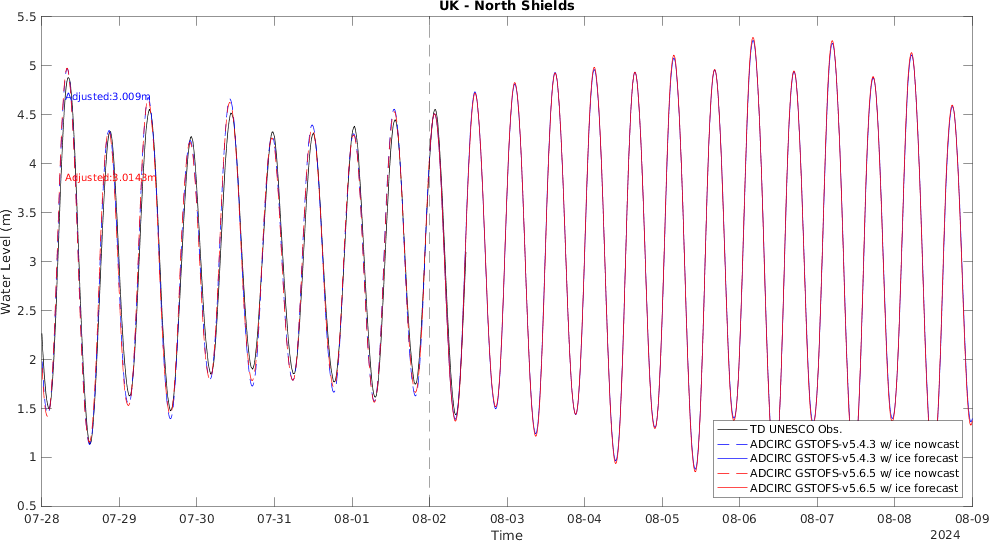 UK - North Shields
5.5
5
4.5
4
3.5
3
2.5
2
1.5
1
0.5
Water Level (m)
Adjusted:3.009m
Adjusted:3.0143m
TD UNESCO Obs.
ADCIRC GSTOFS-v5.4.3 w/ ice nowcast
ADCIRC GSTOFS-v5.4.3 w/ ice forecast
ADCIRC GSTOFS-v5.6.5 w/ ice nowcast
ADCIRC GSTOFS-v5.6.5 w/ ice forecast
07-28 07-29 07-30 07-31 08-01 08-02 08-03 08-04 08-05 08-06 08-07 08-08 08-09
Time
2024